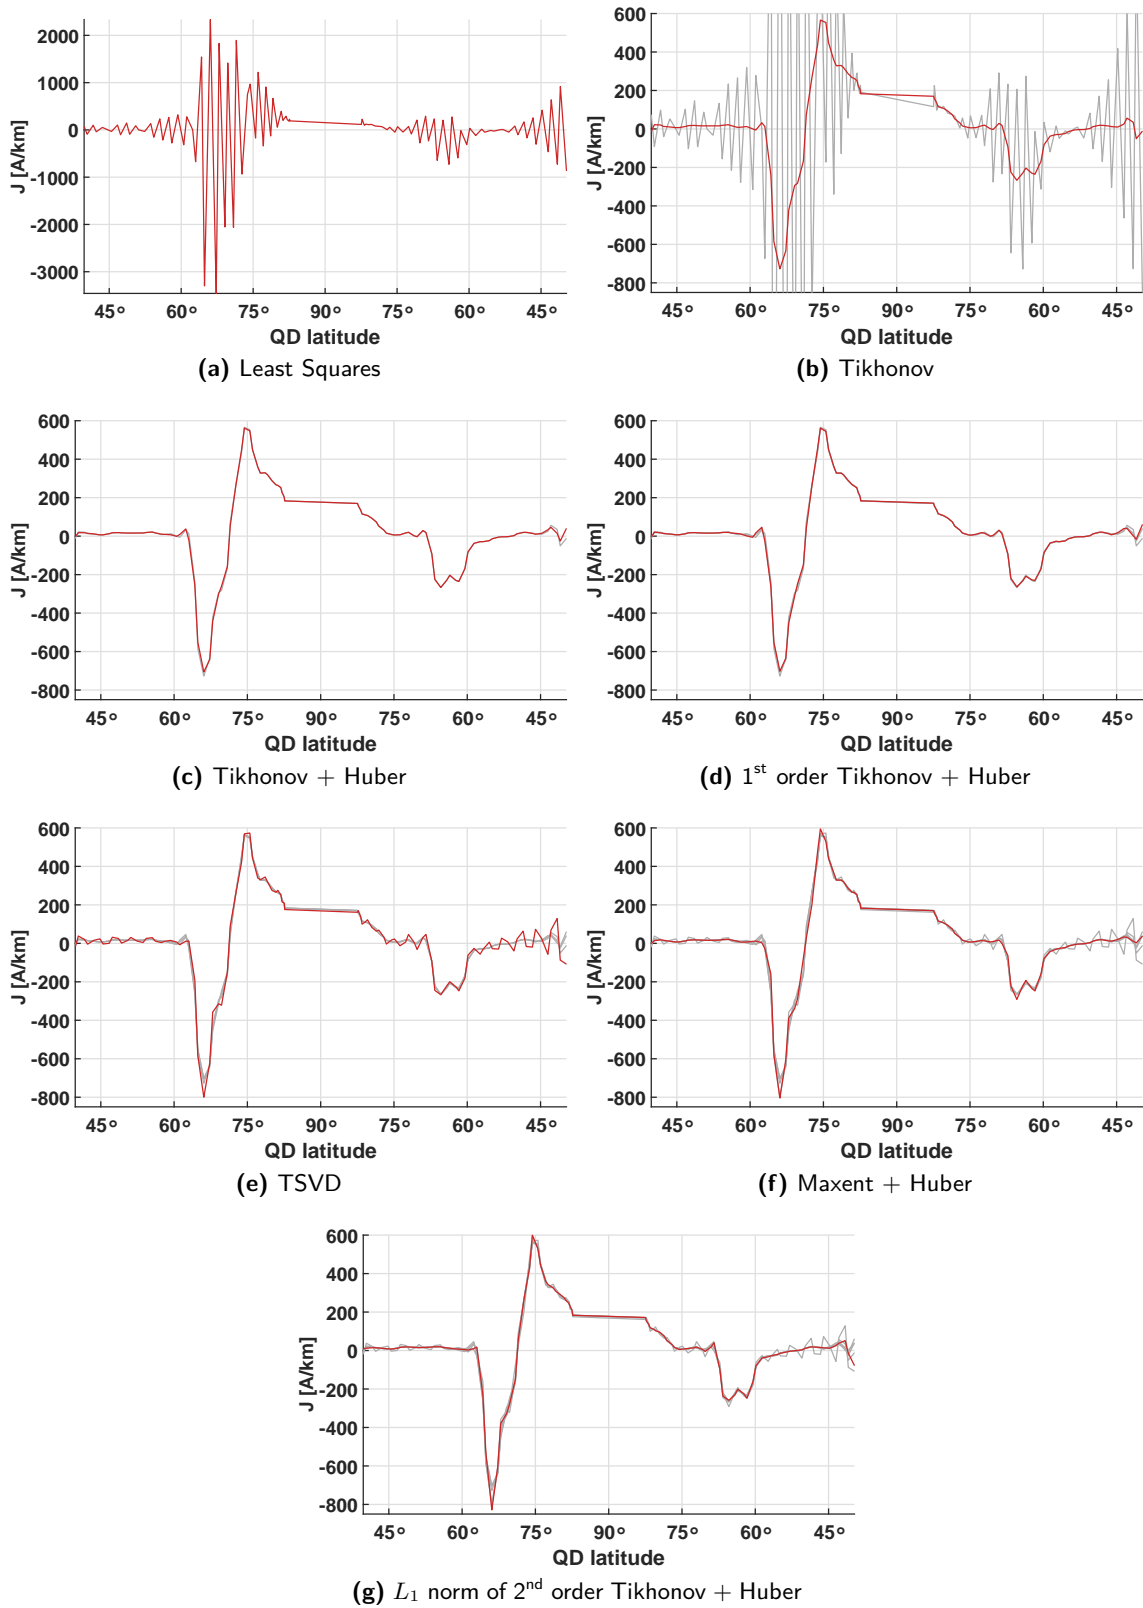 2000
1000
0
-1000
-2000
-3000
J [A/km]
45° 60° 75° 90° 75° 60° 45°
QD latitude
(a) Least Squares
600
400
200
0
-200
-400
-600
-800
J [A/km]
45° 60° 75° 90° 75° 60° 45°
QD latitude
(b) Tikhonov
600
400
200
0
-200
-400
-600
-800
J [A/km]
45° 60° 75° 90° 75° 60° 45°
QD latitude
(c) Tikhonov + Huber
600
400
200
0
-200
-400
-600
-800
J [A/km]
45° 60° 75° 90° 75° 60° 45°
QD latitude
(d) 1st order Tikhonov + Huber
600
400
200
0
-200
-400
-600
-800
J [A/km]
45° 60° 75° 90° 75° 60° 45°
QD latitude
(e) TSVD
600
400
200
0
-200
-400
-600
-800
J [A/km]
45° 60° 75° 90° 75° 60° 45°
QD latitude
(f) Maxent + Huber
600
400
200
0
-200
-400
-600
-800
J [A/km]
45° 60° 75° 90° 75° 60° 45°
QD latitude
(g) L1 norm of 2nd order Tikhonov + Huber